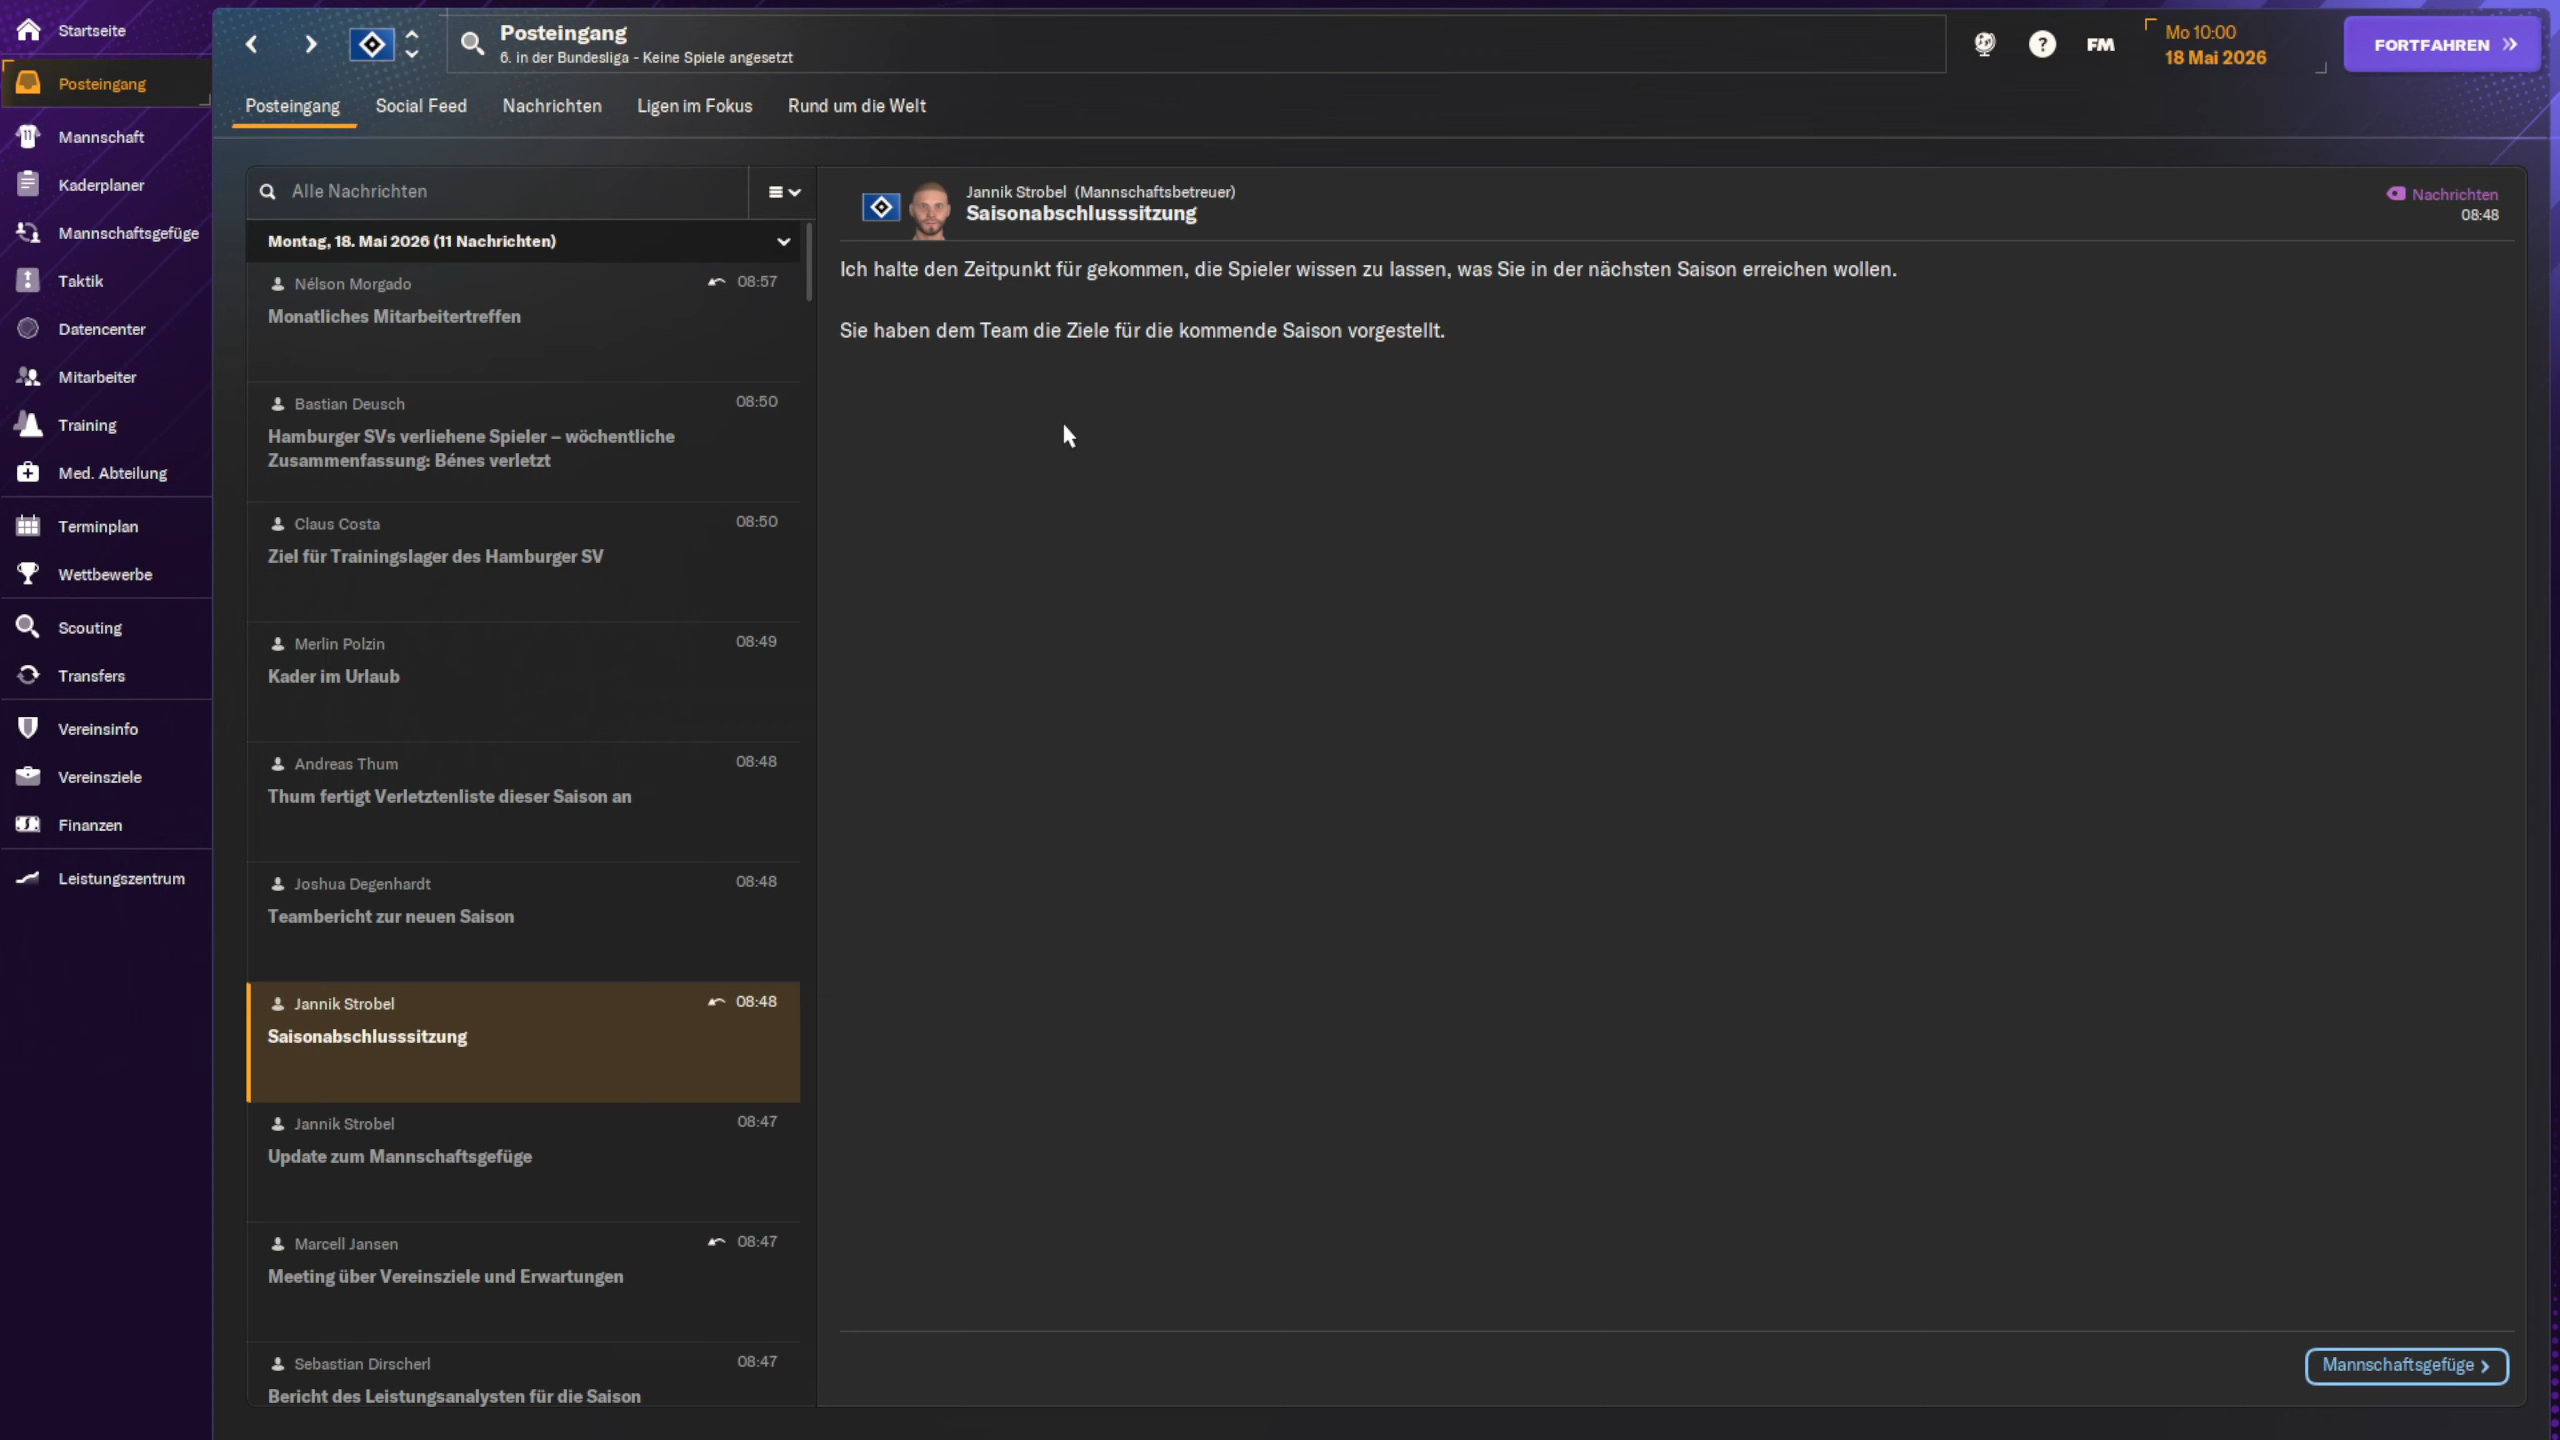 Startseite
Posteingang
Mannschaft
Kaderplaner
Mannschaftsgefüge
Taktik
Datencenter
Mitarbeiter
Training
Med. Abteilung
Terminplan
Wettbewerbe
Scouting
Transfers
Vereinsinfo
Vereinsziele
Finanzen
Leistungszentrum
Posteingang
6. in der Bundesliga - Keine Spiele angesetzt
?
FM
Mo 10:00
18 Mai 2026
FORTFAHREN
Posteingang Social Feed Nachrichten Ligen im Fokus Rund um die Welt
Alle Nachrichten
Montag, 18. Mai 2026 (11 Nachrichten)
Nélson Morgado 08:57
Monatliches Mitarbeitertreffen
Bastian Deusch 08:50
Hamburger SVs verliehene Spieler – wöchentliche
Zusammenfassung: Bénes verletzt
Claus Costa 08:50
Ziel für Trainingslager des Hamburger SV
Merlin Polzin 08:49
Kader im Urlaub
Andreas Thum 08:48
Thum fertigt Verletztenliste dieser Saison an
Joshua Degenhardt 08:48
Teambericht zur neuen Saison
Jannik Strobel 08:48
Saisonabschlusssitzung
Jannik Strobel 08:47
Update zum Mannschaftsgefüge
Marcell Jansen 08:47
Meeting über Vereinsziele und Erwartungen
Sebastian Dirscherl 08:47
Bericht des Leistungsanalysten für die Saison
Jannik Strobel (Mannschaftsbetreuer)
Saisonabschlusssitzung
Nachrichten
08:48
Ich halte den Zeitpunkt für gekommen, die Spieler wissen zu lassen, was Sie in der nächsten Saison erreichen wollen.
Sie haben dem Team die Ziele für die kommende Saison vorgestellt.
Mannschaftsgefüge